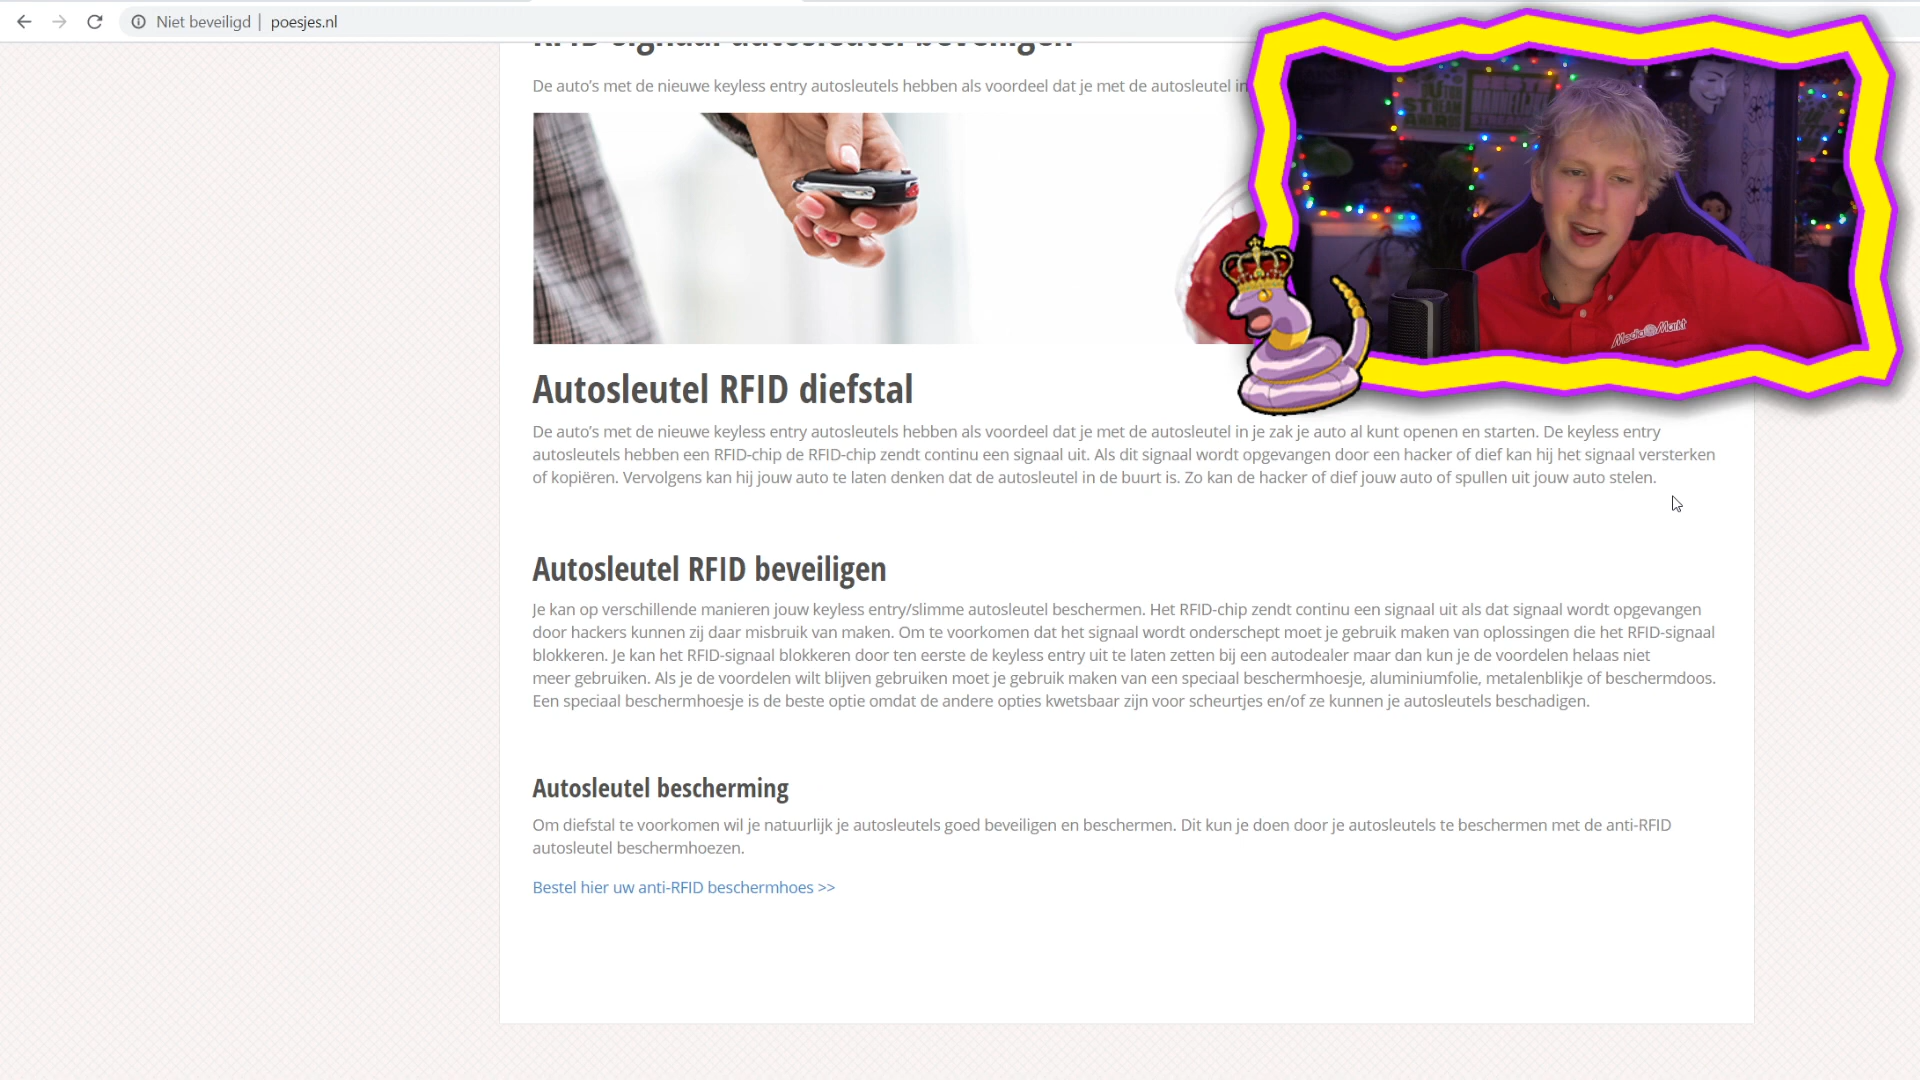 Niet beveiligd | poesjes.nl
RFID signaal autosleutel beveiligen
De auto's met de nieuwe keyless entry autosleutels hebben als voordeel dat je met de autosleutel in
MediaMarkt
Autosleutel RFID diefstal
De auto's met de nieuwe keyless entry autosleutels hebben als voordeel dat je met de autosleutel in je zak je auto al kunt openen en starten. De keyless entry
autosleutels hebben een RFID-chip de RFID-chip zendt continu een signaal uit. Als dit signaal wordt opgevangen door een hacker of dief kan hij het signaal versterken
of kopiëren. Vervolgens kan hij jouw auto te laten denken dat de autosleutel in de buurt is. Zo kan de hacker of dief jouw auto of spullen uit jouw auto stelen.
Autosleutel RFID beveiligen
Je kan op verschillende manieren jouw keyless entry/slimme autosleutel beschermen. Het RFID-chip zendt continu een signaal uit als dat signaal wordt opgevangen
door hackers kunnen zij daar misbruik van maken. Om te voorkomen dat het signaal wordt onderschept moet je gebruik maken van oplossingen die het RFID-signaal
blokkeren. Je kan het RFID-signaal blokkeren door ten eerste de keyless entry uit te laten zetten bij een autodealer maar dan kun je de voordelen helaas niet
meer gebruiken. Als je de voordelen wilt blijven gebruiken moet je gebruik maken van een speciaal beschermhoesje, aluminiumfolie, metalenblikje of beschermdoos.
Een speciaal beschermhoesje is de beste optie omdat de andere opties kwetsbaar zijn voor scheurtjes en/of ze kunnen je autosleutels beschadigen.
Autosleutel bescherming
Om diefstal te voorkomen wil je natuurlijk je autosleutels goed beveiligen en beschermen. Dit kun je doen door je autosleutels te beschermen met de anti-RFID
autosleutel beschermhoezen.
Bestel hier uw anti-RFID beschermhoes >>